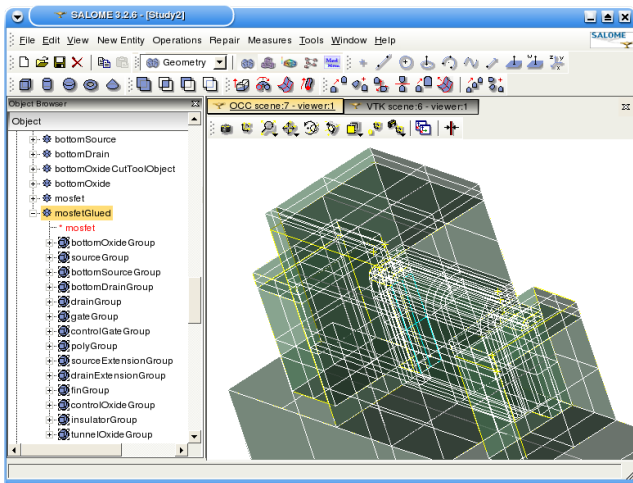 SALOME 3.2.6 - [Study2]
File Edit View New Entity Operations Repair Measures Tools Window Help
SALOME
Geometry
Object Browser
OCC scene:7 - viewer:1
VTK scene:6 - viewer:1
Object
bottomSource
bottomDrain
bottomOxideCutToolObject
bottomOxide
mosfet
mosfetGlued
* mosfet
bottomOxideGroup
sourceGroup
bottomSourceGroup
bottomDrainGroup
drainGroup
gateGroup
controlGateGroup
polyGroup
sourceExtensionGroup
drainExtensionGroup
finGroup
controlOxideGroup
insulatorGroup
tunnelOxideGroup